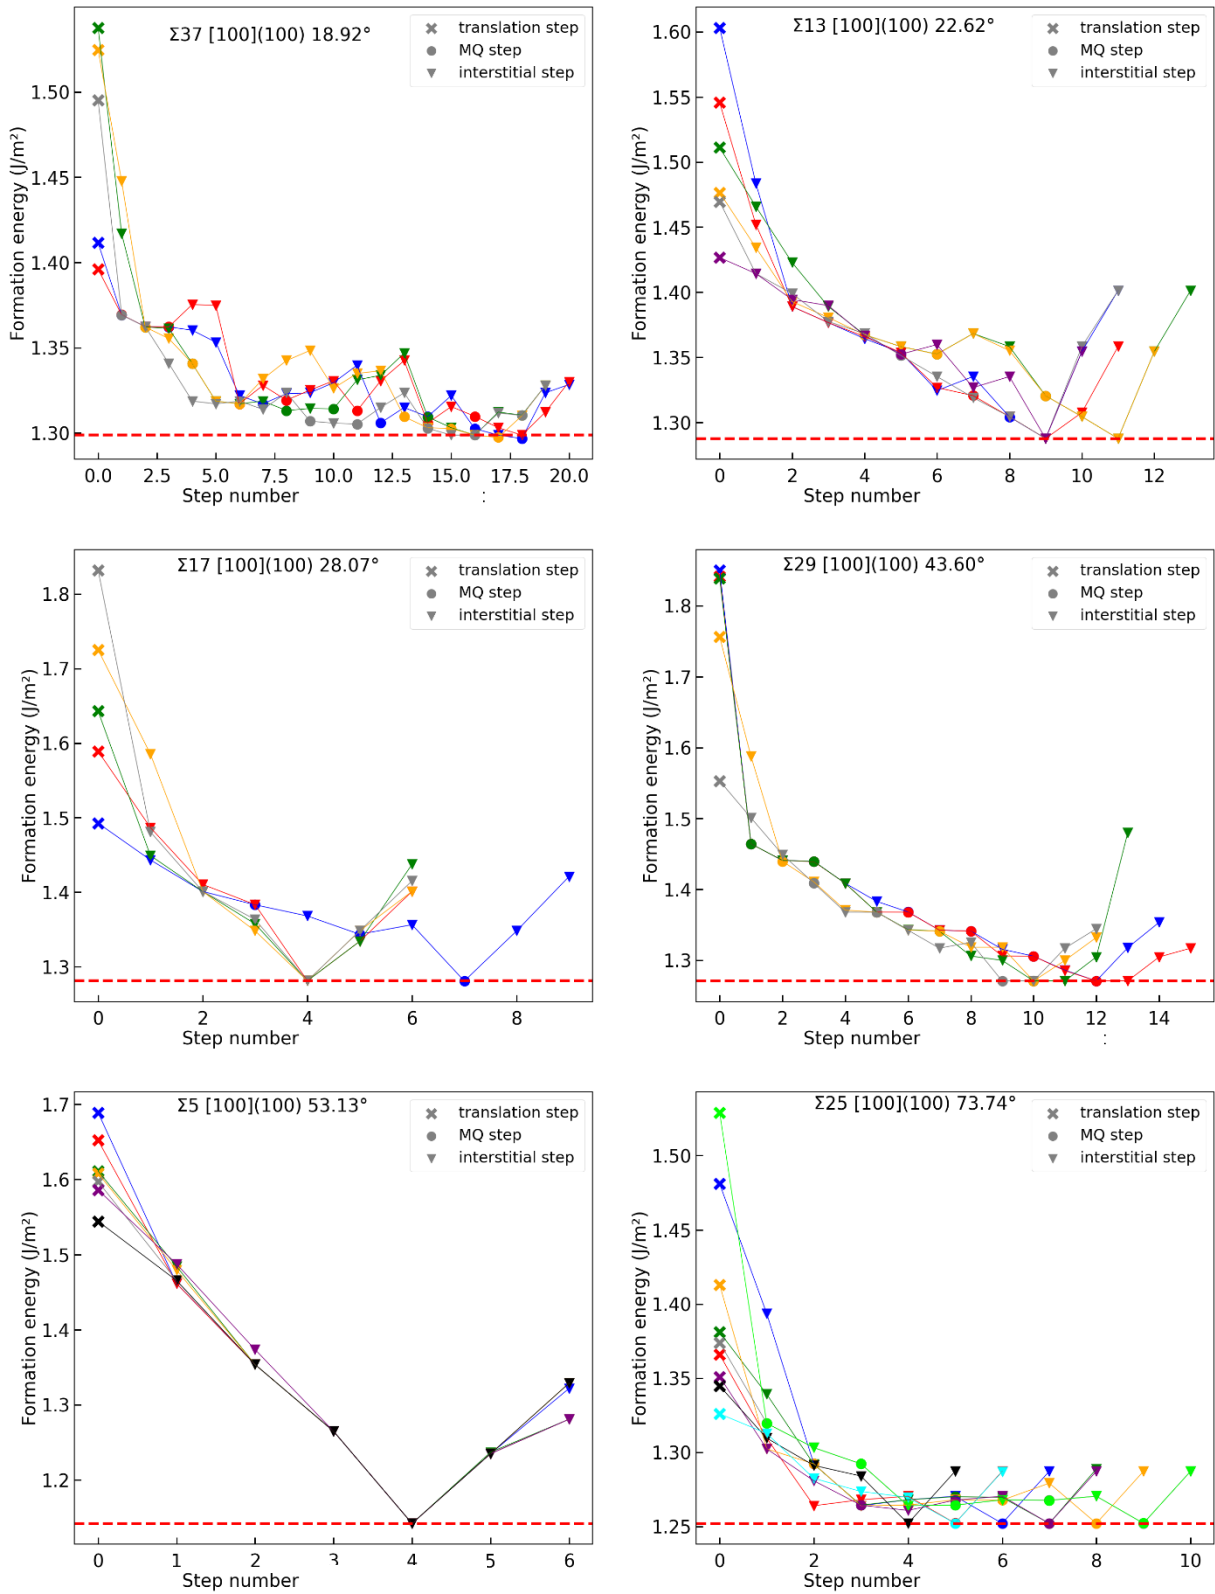 Σ37 [100](100) 18.92°
translation step
MQ step
interstitial step
Formation energy (J/m²)
1.50
1.45
1.40
1.35
1.30
0.0 2.5 5.0 7.5 10.0 12.5 15.0 17.5 20.0
Step number
:
Σ13 [100](100) 22.62°
translation step
MQ step
interstitial step
Formation energy (J/m²)
1.60
1.55
1.50
1.45
1.40
1.35
1.30
0 2 4 6 8 10 12
Step number
Σ17 [100](100) 28.07°
translation step
MQ step
interstitial step
Formation energy (J/m²)
1.8
1.7
1.6
1.5
1.4
1.3
0 2 4 6 8
Step number
Σ29 [100](100) 43.60°
translation step
MQ step
interstitial step
Formation energy (J/m²)
1.8
1.7
1.6
1.5
1.4
1.3
0 2 4 6 8 10 12 14
Step number
:
Σ5 [100](100) 53.13°
translation step
MQ step
interstitial step
Formation energy (J/m²)
1.7
1.6
1.5
1.4
1.3
1.2
0 1 2 3 4 5 6
Step number
Σ25 [100](100) 73.74°
translation step
MQ step
interstitial step
Formation energy (J/m²)
1.50
1.45
1.40
1.35
1.30
1.25
0 2 4 6 8 10
Step number